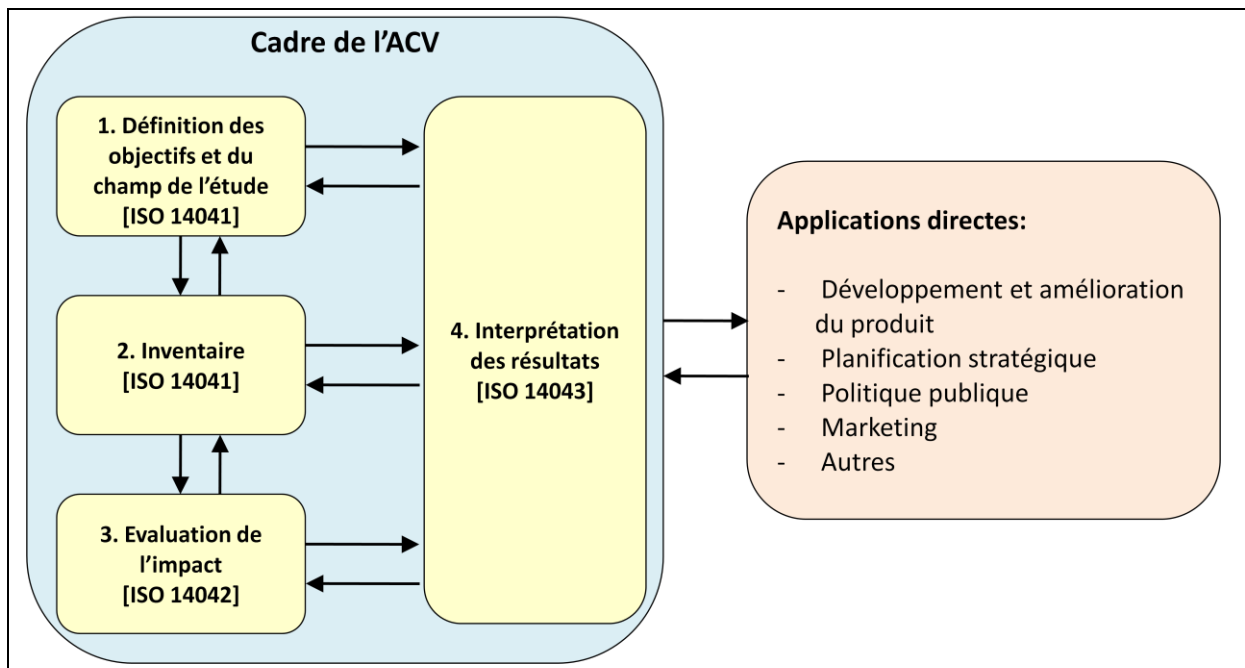 Cadre de l’ACV
1. Définition des
objectifs et du
champ de l’étude
[ISO 14041]
2. Inventaire
[ISO 14041]
3. Evaluation de
l’impact
[ISO 14042]
4. Interprétation
des résultats
[ISO 14043]
Applications directes:
- Développement et amélioration
du produit
- Planification stratégique
- Politique publique
- Marketing
- Autres